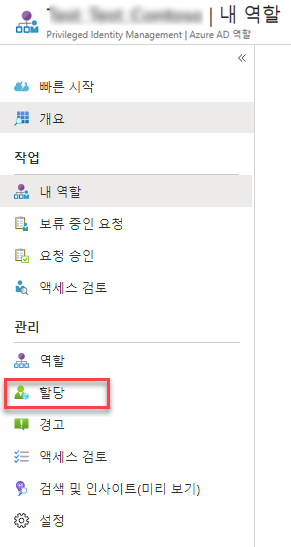 | 내 역할
Privileged Identity Management | Azure AD 역할
«
빠른 시작
개요
작업
내 역할
보류 중인 요청
요청 승인
액세스 검토
관리
역할
할당
경고
액세스 검토
검색 및 인사이트(미리 보기)
설정